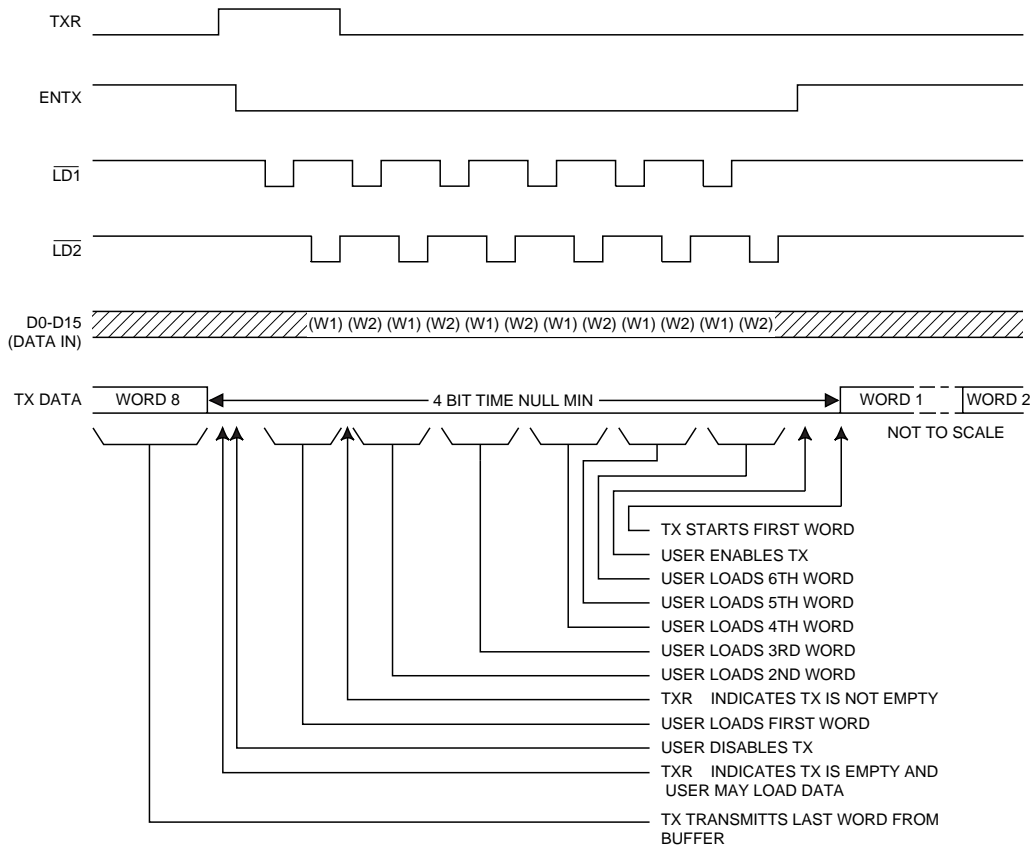 TXR
ENTX
LD1
LD2
D0-D15
(DATA IN)
(W1) (W2) (W1) (W2) (W1) (W2) (W1) (W2) (W1) (W2) (W1) (W2)
TX DATA
WORD 8
4 BIT TIME NULL MIN
WORD 1
WORD 2
NOT TO SCALE
TX STARTS FIRST WORD
USER ENABLES TX
USER LOADS 6TH WORD
USER LOADS 5TH WORD
USER LOADS 4TH WORD
USER LOADS 3RD WORD
USER LOADS 2ND WORD
TXR INDICATES TX IS NOT EMPTY
USER LOADS FIRST WORD
USER DISABLES TX
TXR INDICATES TX IS EMPTY AND
USER MAY LOAD DATA
TX TRANSMITTS LAST WORD FROM
BUFFER